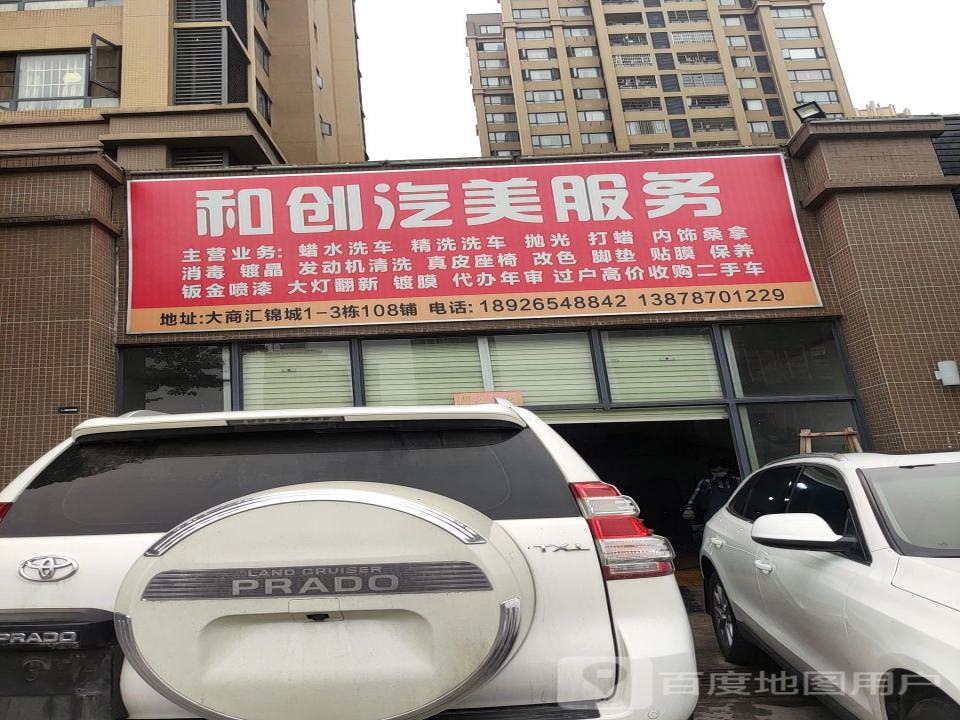 和创汽美服务
主营业务: 蜡水洗车 精洗洗车 抛光 打蜡 内饰桑拿
消毒 镀晶 发动机清洗 真皮座椅 改色 脚垫 贴膜 保养
钣金喷漆 大灯翻新 镀膜 代办年审 过户高价收购二手车
地址:大商汇锦城1-3栋108铺 电话: 18926548842 13878701229
TX.L
LAND CRUISER
PRADO
PRADO
百度地图用户